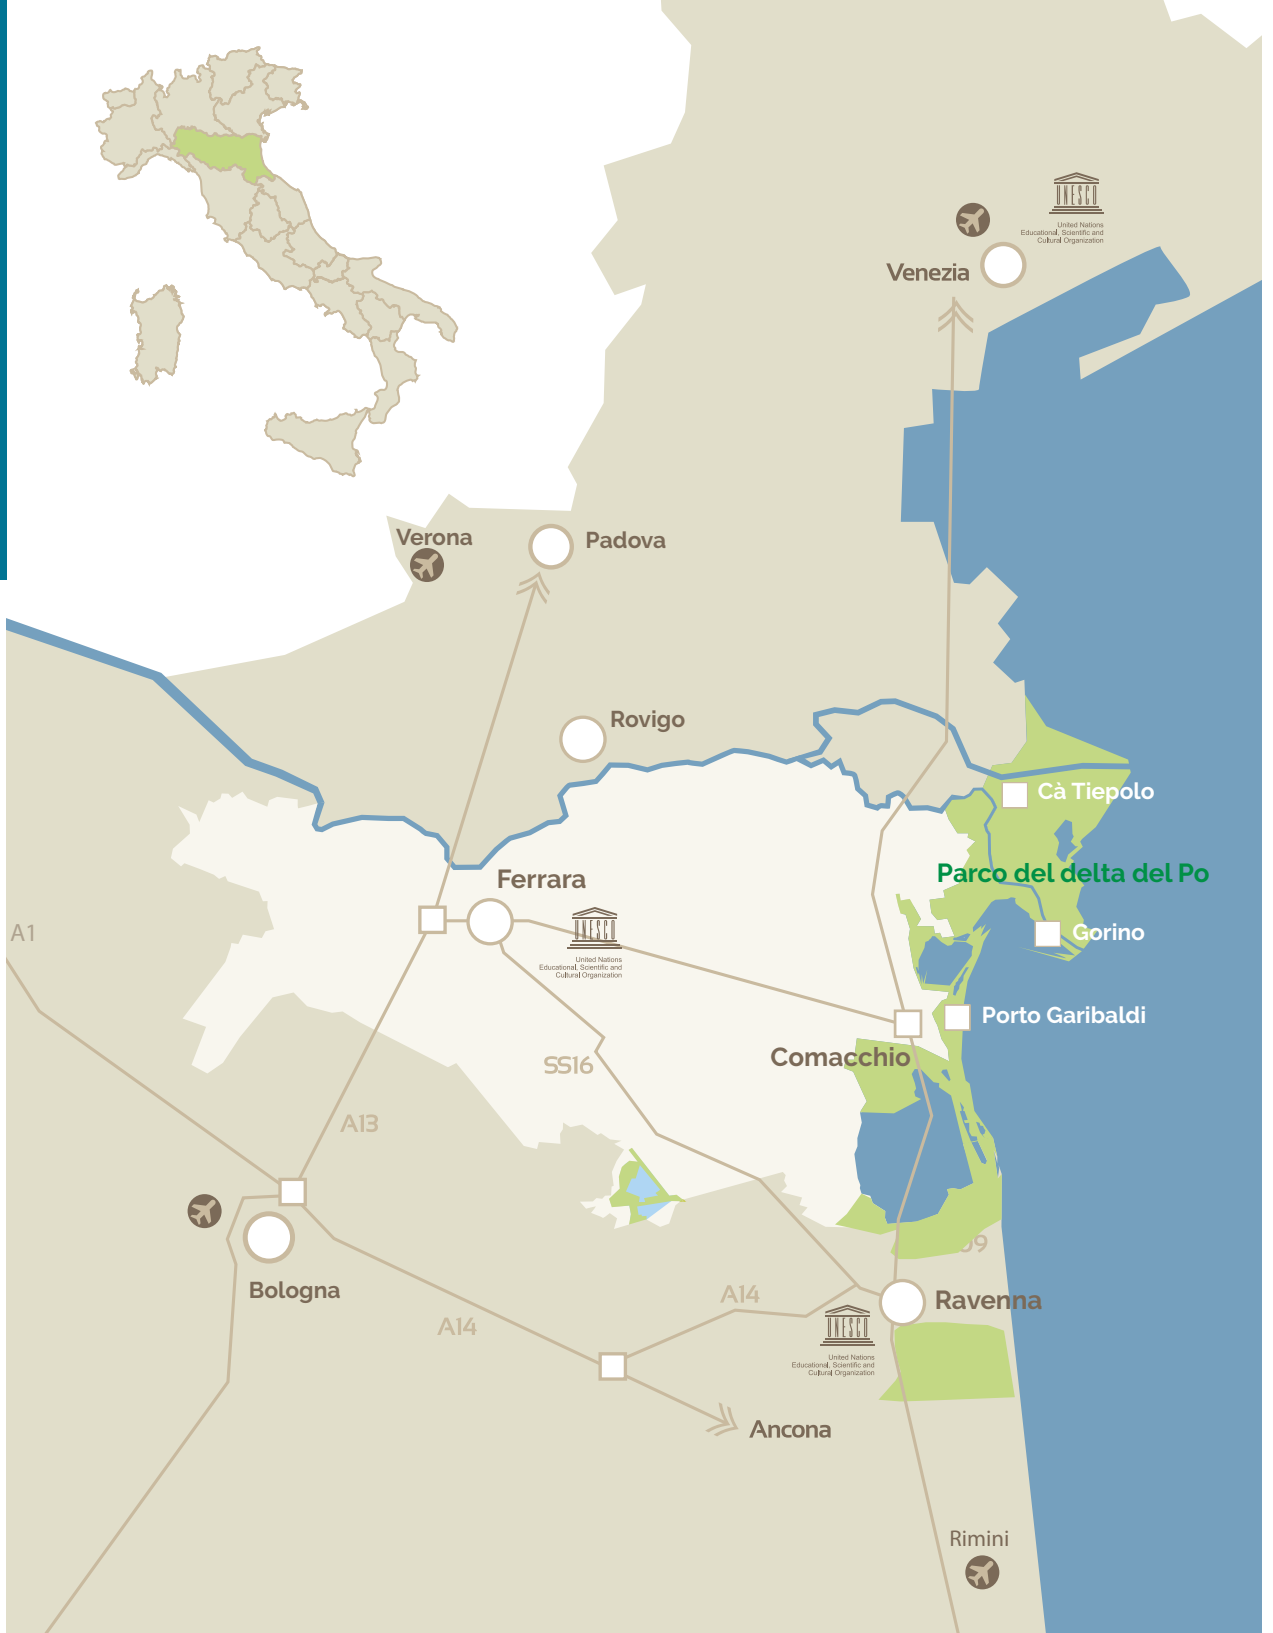 UNESCO
United Nations
Educational, Scientific and
Cultural Organization
Venezia
Verona
Padova
Rovigo
Cà Tiepolo
Parco del delta del Po
Ferrara
UNESCO
United Nations
Educational, Scientific and
Cultural Organization
A1
Gorino
Porto Garibaldi
Comacchio
SS16
A13
09
Bologna
A14
A14
Ravenna
UNESCO
United Nations
Educational, Scientific and
Cultural Organization
Ancona
Rimini